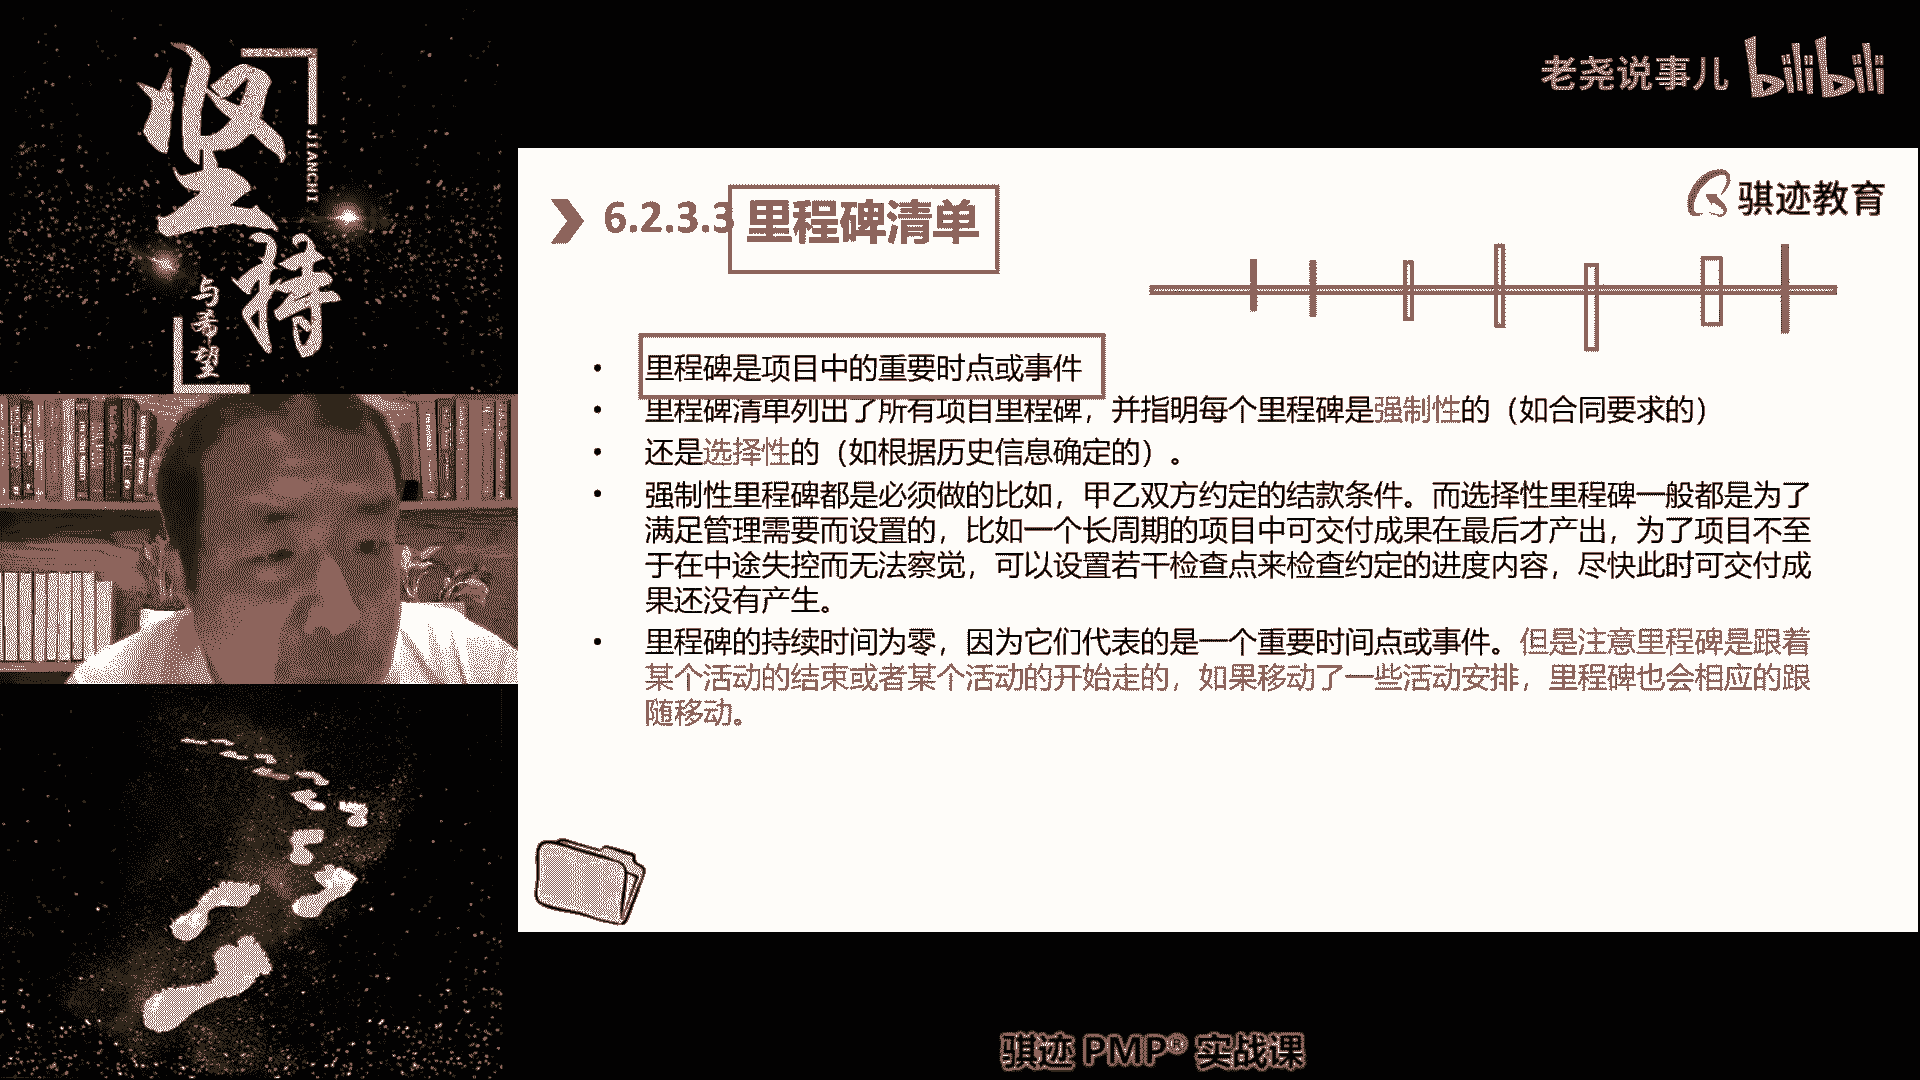 坚持
JIANCHI
与希望
老尧说事儿 bilibili
骐迹教育
6.2.3.3 里程碑清单
• 里程碑是项目中的重要时点或事件
• 里程碑清单列出了所有项目里程碑，并指明每个里程碑是强制性的（如合同要求的）
• 还是选择性的（如根据历史信息确定的）。
• 强制性里程碑都是必须做的比如，甲乙双方约定的结款条件。而选择性里程碑一般都是为了
满足管理需要而设置的，比如一个长周期的项目中可交付成果在最后才产出，为了项目不至
于在中途失控而无法察觉，可以设置若干检查点来检查约定的进度内容，尽快此时可交付成
果还没有产生。
• 里程碑的持续时间为零，因为它们代表的是一个重要时间点或事件。但是注意里程碑是跟着
某个活动的结束或者某个活动的开始走的，如果移动了一些活动安排，里程碑也会相应的跟
随移动。
骐迹 PMP® 实战课